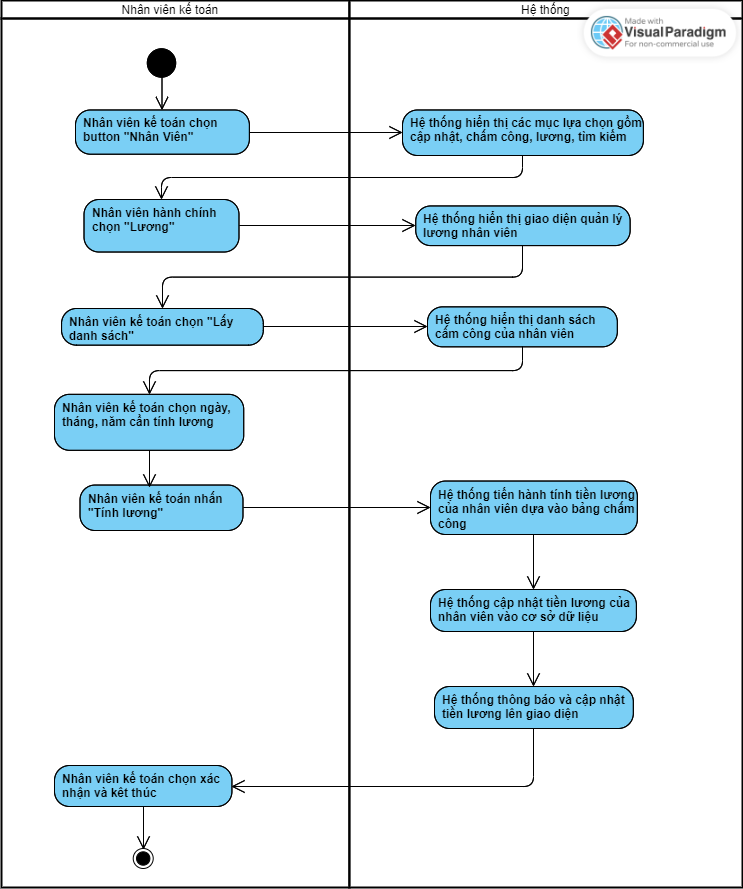 Nhân viên kế toán
Hệ thống
Made with
VisualParadigm
For non-commercial use
Nhân viên kế toán chọn
button "Nhân Viên"
Hệ thống hiển thị các mục lựa chọn gồm
cập nhật, chấm công, lương, tìm kiếm
Nhân viên hành chính
chọn "Lương"
Hệ thống hiển thị giao diện quản lý
lương nhân viên
Nhân viên kế toán chọn "Lấy
danh sách"
Hệ thống hiển thị danh sách
cấm công của nhân viên
Nhân viên kế toán chọn ngày,
tháng, năm cần tính lương
Nhân viên kế toán nhấn
"Tính lương"
Hệ thống tiến hành tính tiền lương
của nhân viên dựa vào bảng chấm
công
Hệ thống cập nhật tiền lương của
nhân viên vào cơ sở dữ liệu
Hệ thống thông báo và cập nhật
tiền lương lên giao diện
Nhân viên kế toán chọn xác
nhận và kêt thúc